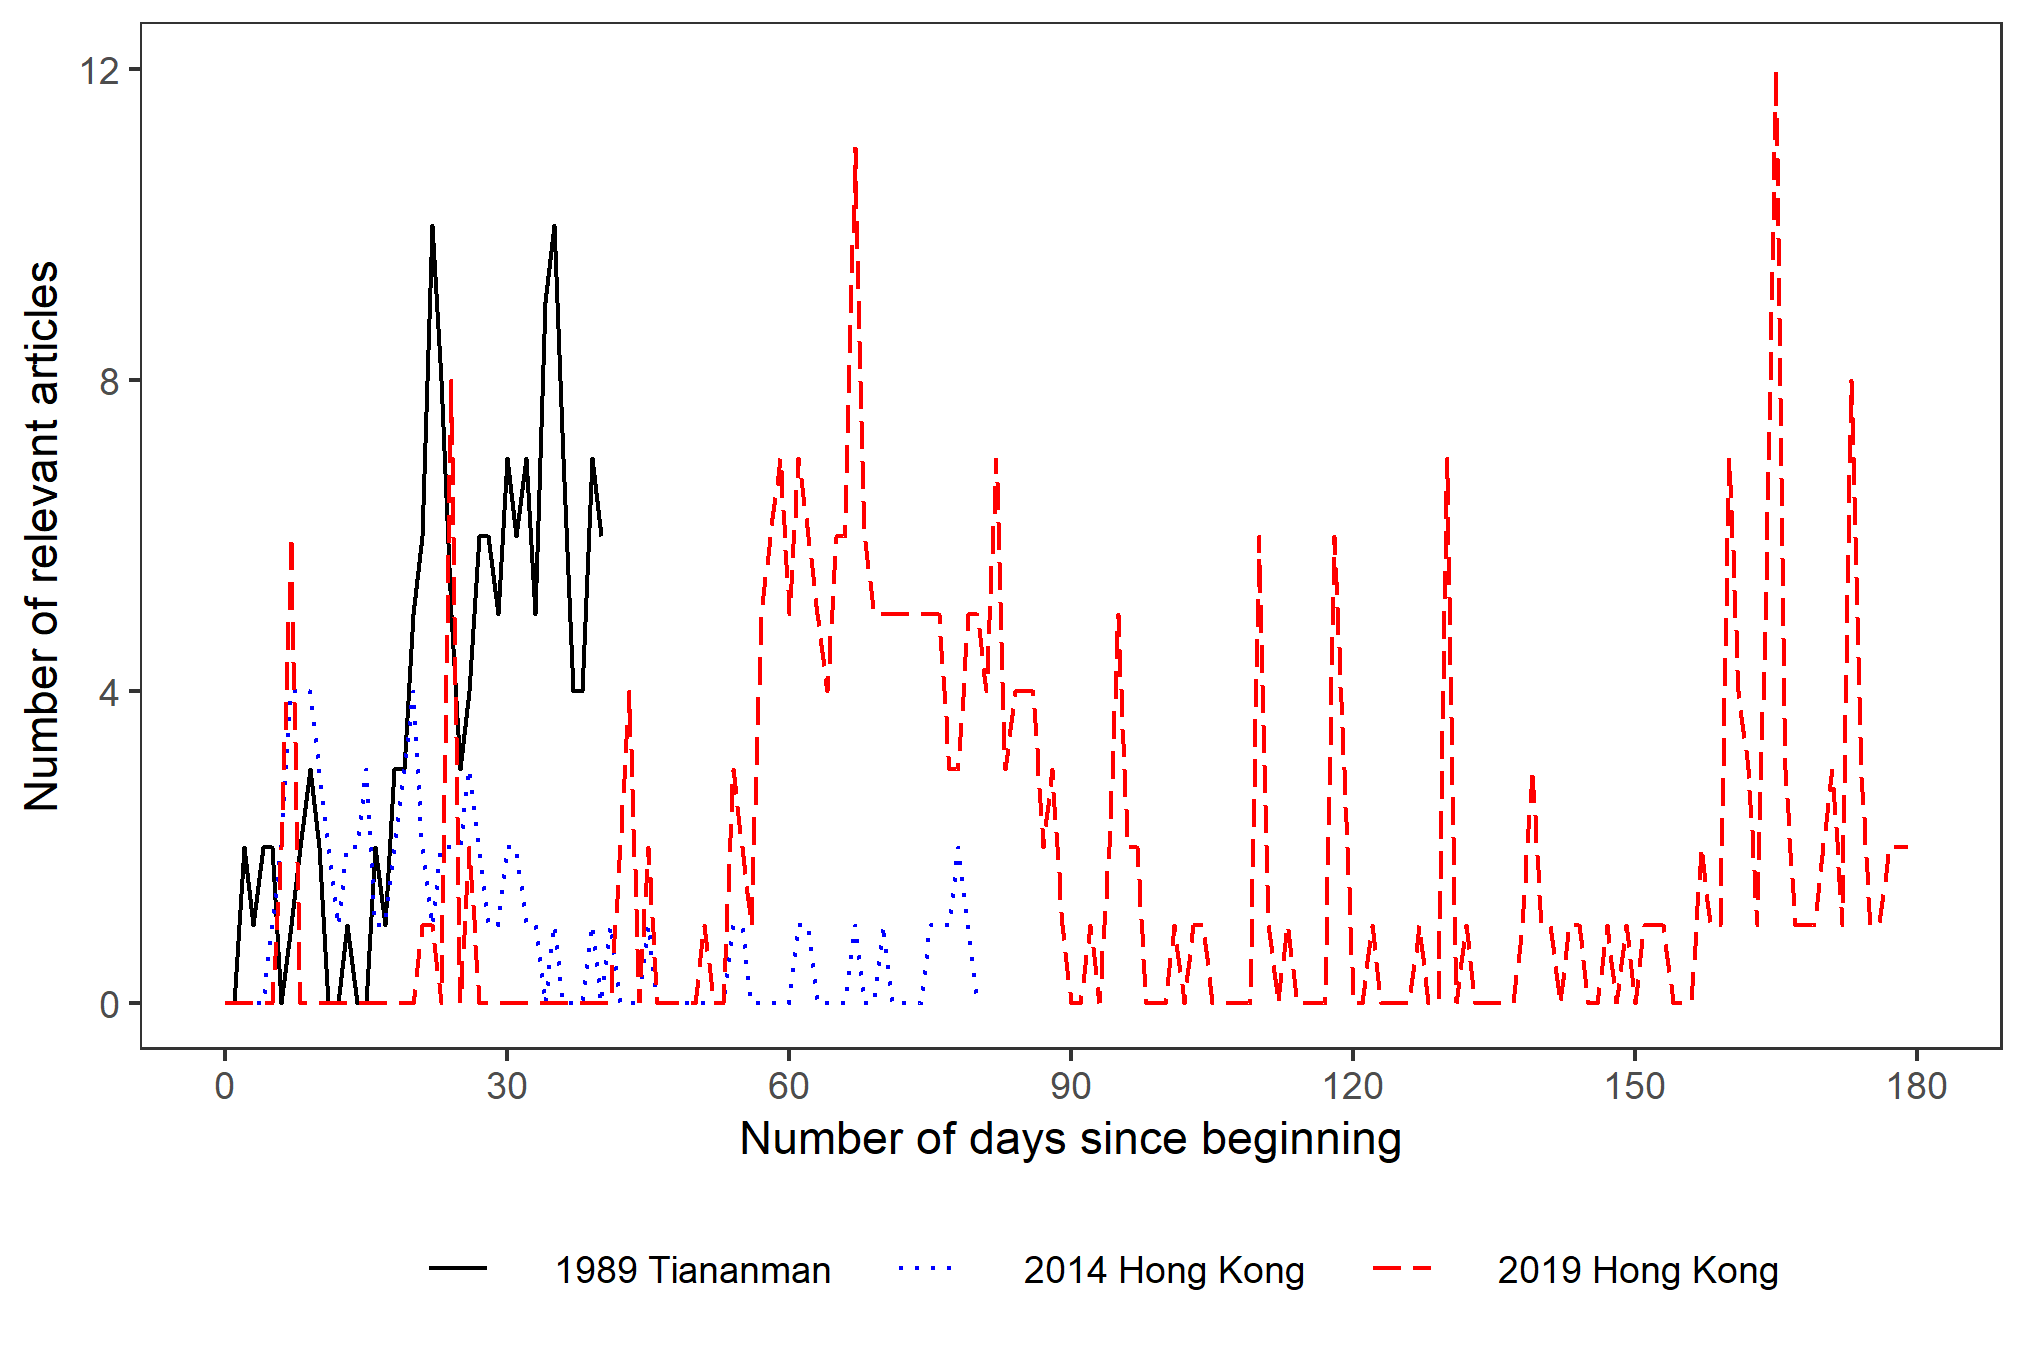 12
8
4
0
Number of relevant articles
0 30 60 90 120 150 180
Number of days since beginning
1989 Tiananman 2014 Hong Kong 2019 Hong Kong